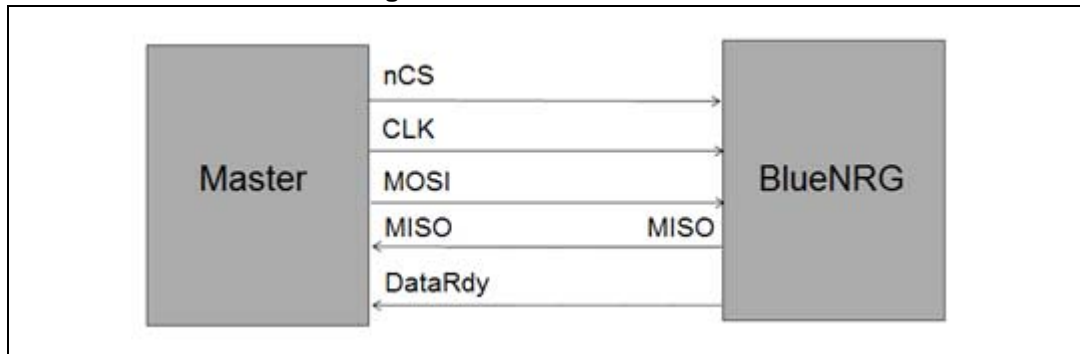 nCS
CLK
Master
BlueNRG
MOSI
MISO
MISO
DataRdy